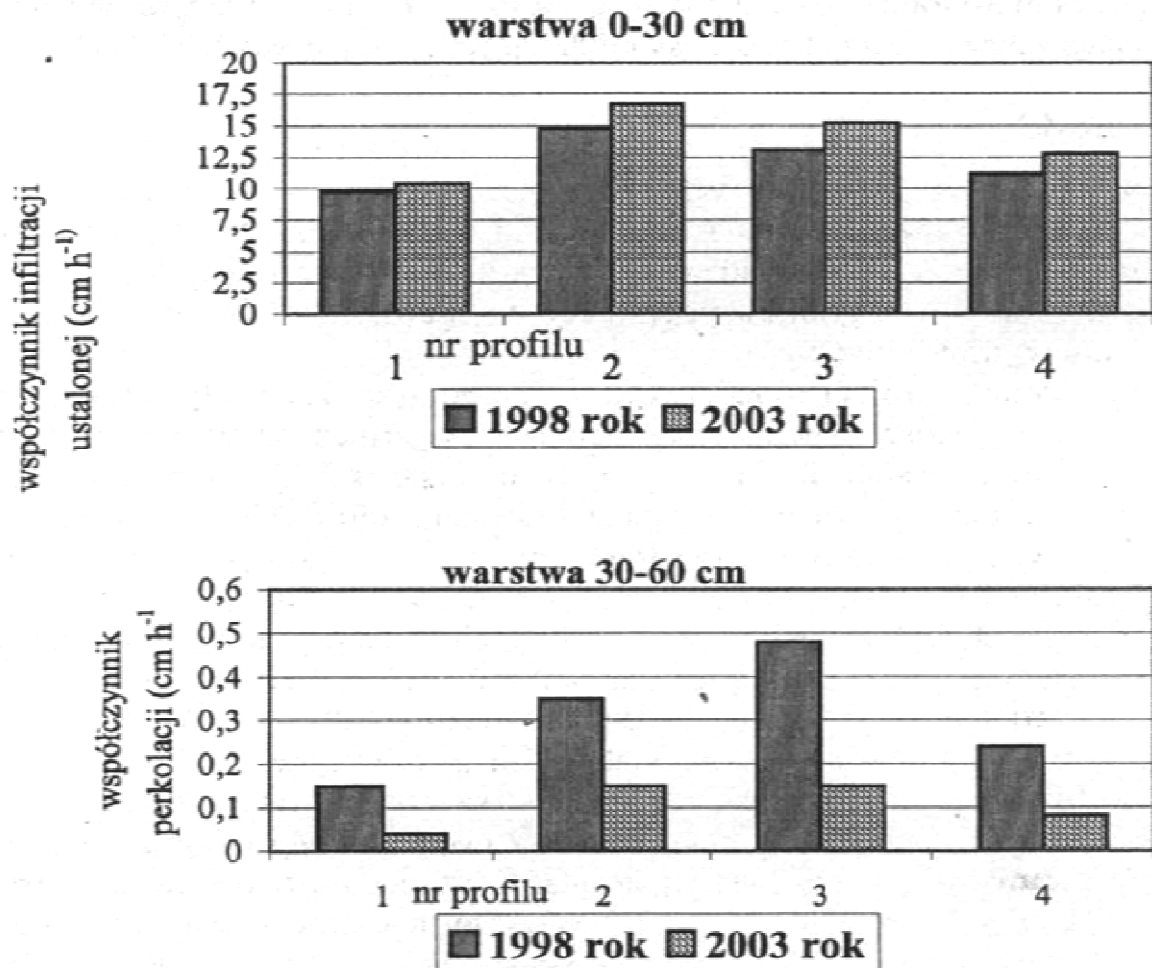 warstwa 0-30 cm
współczynnik infiltracji
ustalonej (cm h⁻¹)
20
17,5
15
12,5
10
7,5
5
2,5
0
1 nr profilu 2 3 4
1998 rok 2003 rok
warstwa 30-60 cm
współczynnik
perkolacji (cm h⁻¹
0,6
0,5
0,4
0,3
0,2
0,1
0
1 nr profilu 2 3 4
1998 rok 2003 rok